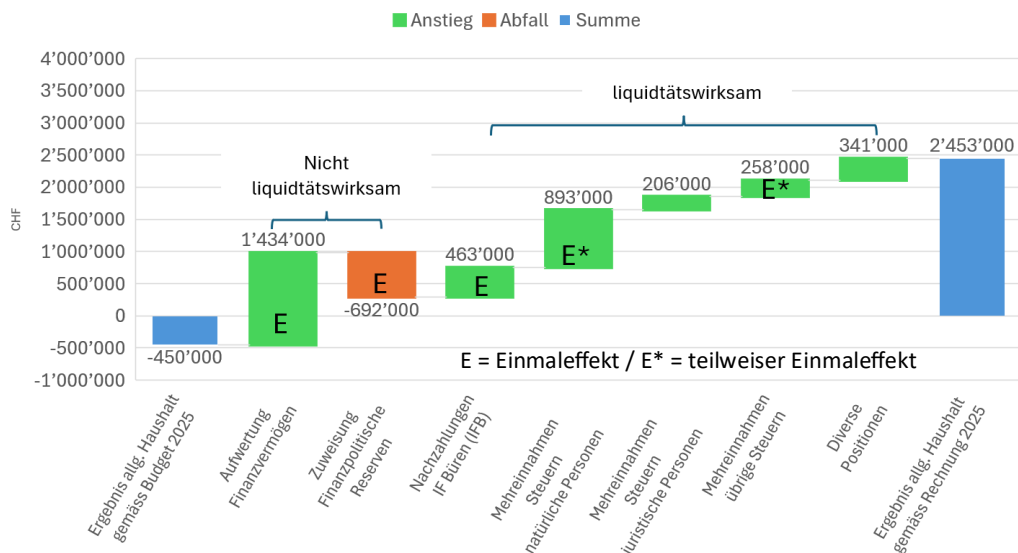 Anstieg Abfall Summe
4’000’000
3’500’000
3’000’000
2’500’000
2’000’000
1’500’000
1’000’000
500’000
0
-500’000
-1’000’000
CHF
liquidtätswirksam
Nicht
liquidtätswirksam
-450’000
1’434’000
E
E
-692’000
463’000
E
893’000
E*
206’000
258’000
E*
341’000
2’453’000
E = Einmaleffekt / E* = teilweiser Einmaleffekt
Ergebnis allg. Haushalt
gemäss Budget 2025
Aufwertung
Finanzvermögen
Zuweisung
Finanzpolitische
Reserven
Nachzahlungen
IF Büren (IFB)
Mehreinnahmen
Steuern
natürliche Personen
Mehreinnahmen
Steuern
juristische Personen
Mehreinnahmen
übrige Steuern
Diverse
Positionen
Ergebnis allg. Haushalt
gemäss Rechnung 2025